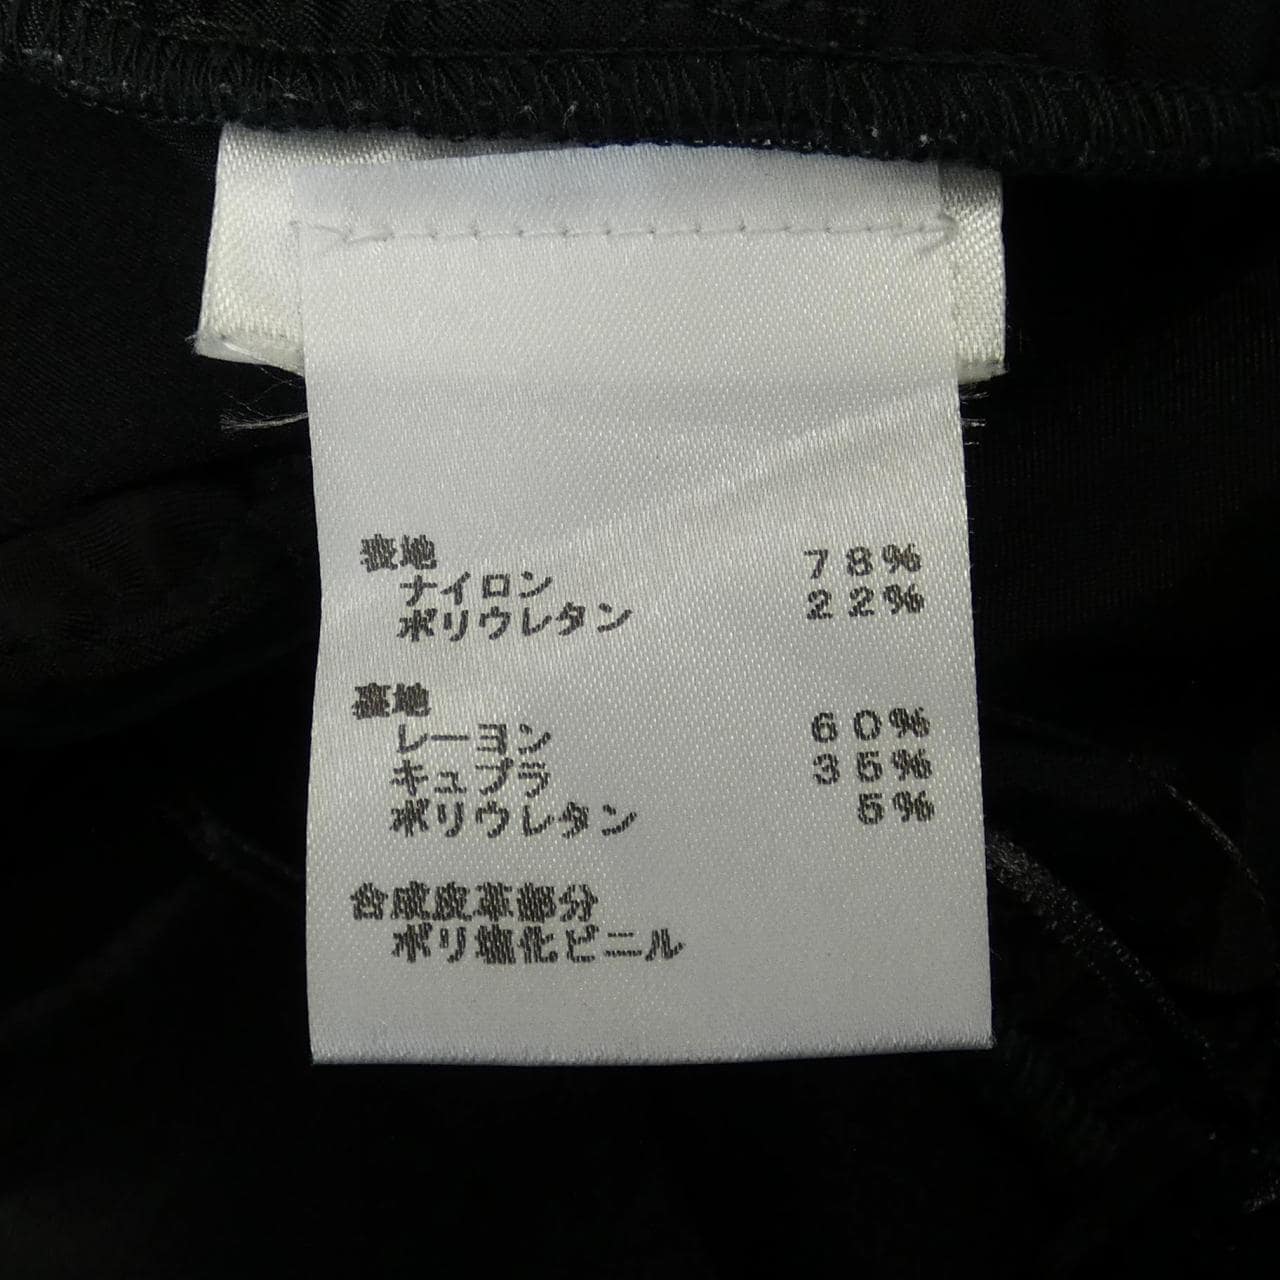 表地
ナイロン 78%
ポリウレタン 22%
裏地
レーヨン 60%
キュプラ 35%
ポリウレタン 5%
合成皮革部分
ポリ塩化ビニル